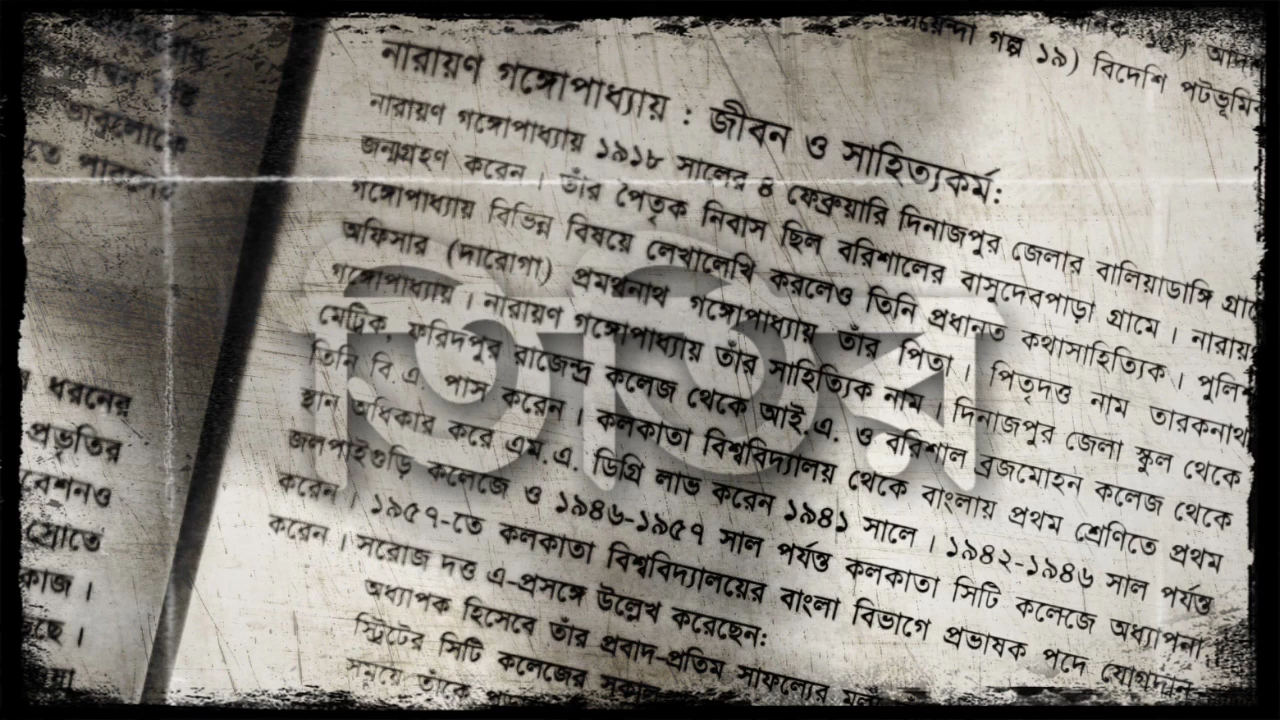 গল্প ১৯) বিদেশি পটভূমির
নারায়ণ গঙ্গোপাধ্যায় : জীবন ও সাহিত্যকর্ম:
নারায়ণ গঙ্গোপাধ্যায় ১৯১৮ সালের ৪ ফেব্রুয়ারি দিনাজপুর জেলার বালিয়াডাঙ্গি গ্রামে
জন্মগ্রহণ করেন। তাঁর পৈতৃক নিবাস ছিল বরিশালের বাসুদেবপাড়া গ্রামে। নারায়ণ
গঙ্গোপাধ্যায় বিভিন্ন বিষয়ে লেখালেখি করলেও তিনি প্রধানত কথাসাহিত্যিক। পুলিশ
অফিসার (দারোগা) প্রমথনাথ গঙ্গোপাধ্যায় তাঁর পিতা। পিতৃদত্ত নাম তারকনাথ
গঙ্গোপাধ্যায়। নারায়ণ গঙ্গোপাধ্যায় তাঁর সাহিত্যিক নাম। দিনাজপুর জেলা স্কুল থেকে
মেট্রিক, ফরিদপুর রাজেন্দ্র কলেজ থেকে আই.এ. ও বরিশাল ব্রজমোহন কলেজ থেকে
তিনি বি.এ. পাস করেন। কলকাতা বিশ্ববিদ্যালয় থেকে বাংলায় প্রথম শ্রেণিতে প্রথম
স্থান অধিকার করে এম.এ. ডিগ্রি লাভ করেন ১৯৪১ সালে। ১৯৪২-১৯৪৬ সাল পর্যন্ত
জলপাইগুড়ি কলেজে ও ১৯৪৬-১৯৫৭ সাল পর্যন্ত কলকাতা সিটি কলেজে অধ্যাপনা
করেন। ১৯৫৭-তে কলকাতা বিশ্ববিদ্যালয়ের বাংলা বিভাগে প্রভাষক পদে যোগদান
করেন। সরোজ দত্ত এ-প্রসঙ্গে উল্লেখ করেছেন:
অধ্যাপক হিসেবে তাঁর প্রবাদ-প্রতিম সাফল্যের মূল
স্ট্রিটের সিটি কলেজের সকাল
সময়ে তাঁকে
তিতির
ধরনের
প্রভৃতির
স্রোতে